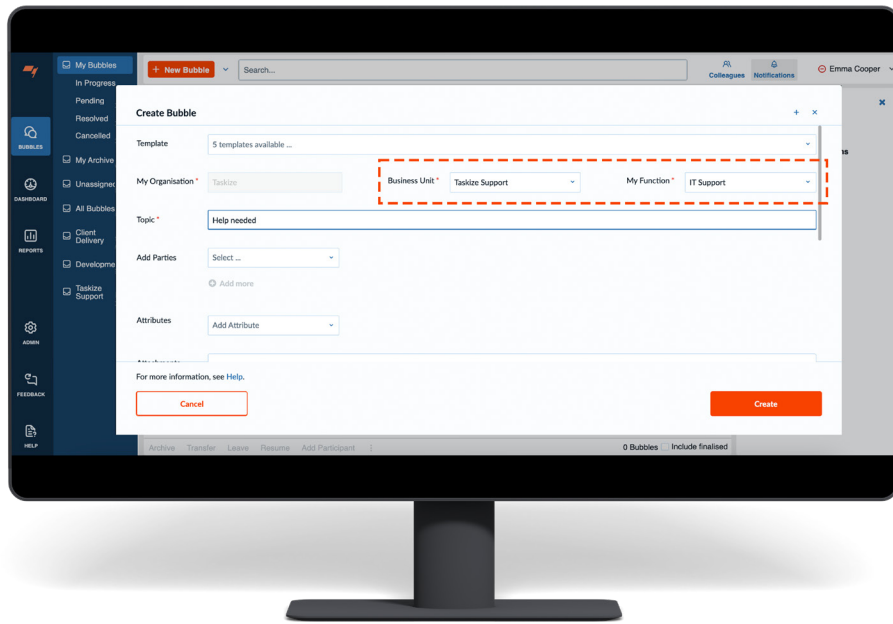 My Bubbles
In Progress
Pending
Resolved
Cancelled
My Archive
Unassigned
All Bubbles
Client
Delivery
Developme
Taskize
Support
BUBBLES
DASHBOARD
REPORTS
ADMIN
FEEDBACK
HELP
+ New Bubble
Search...
Colleagues
Notifications
Emma Cooper
Create Bubble
Template
5 templates available ...
My Organisation *
Taskize
Business Unit *
Taskize Support
My Function *
IT Support
Topic *
Help needed
Add Parties
Select ...
Add more
Attributes
Add Attribute
Attachments
For more information, see Help.
Cancel
Create
Archive Transfer Leave Resume Add Participant
0 Bubbles Include finalised